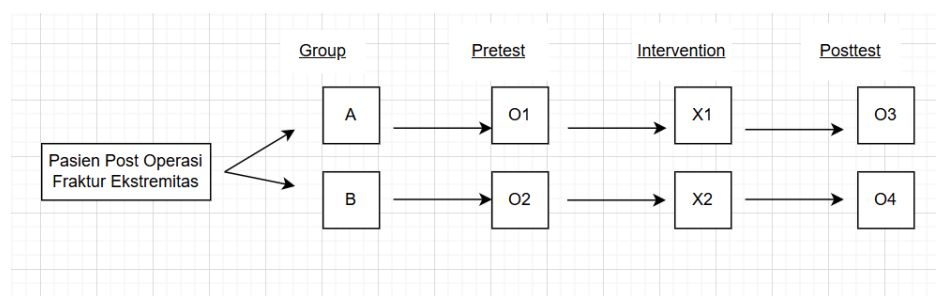 Group Pretest Intervention Posttest
A O1 X1 O3
Pasien Post Operasi
Fraktur Ekstremitas
B O2 X2 O4